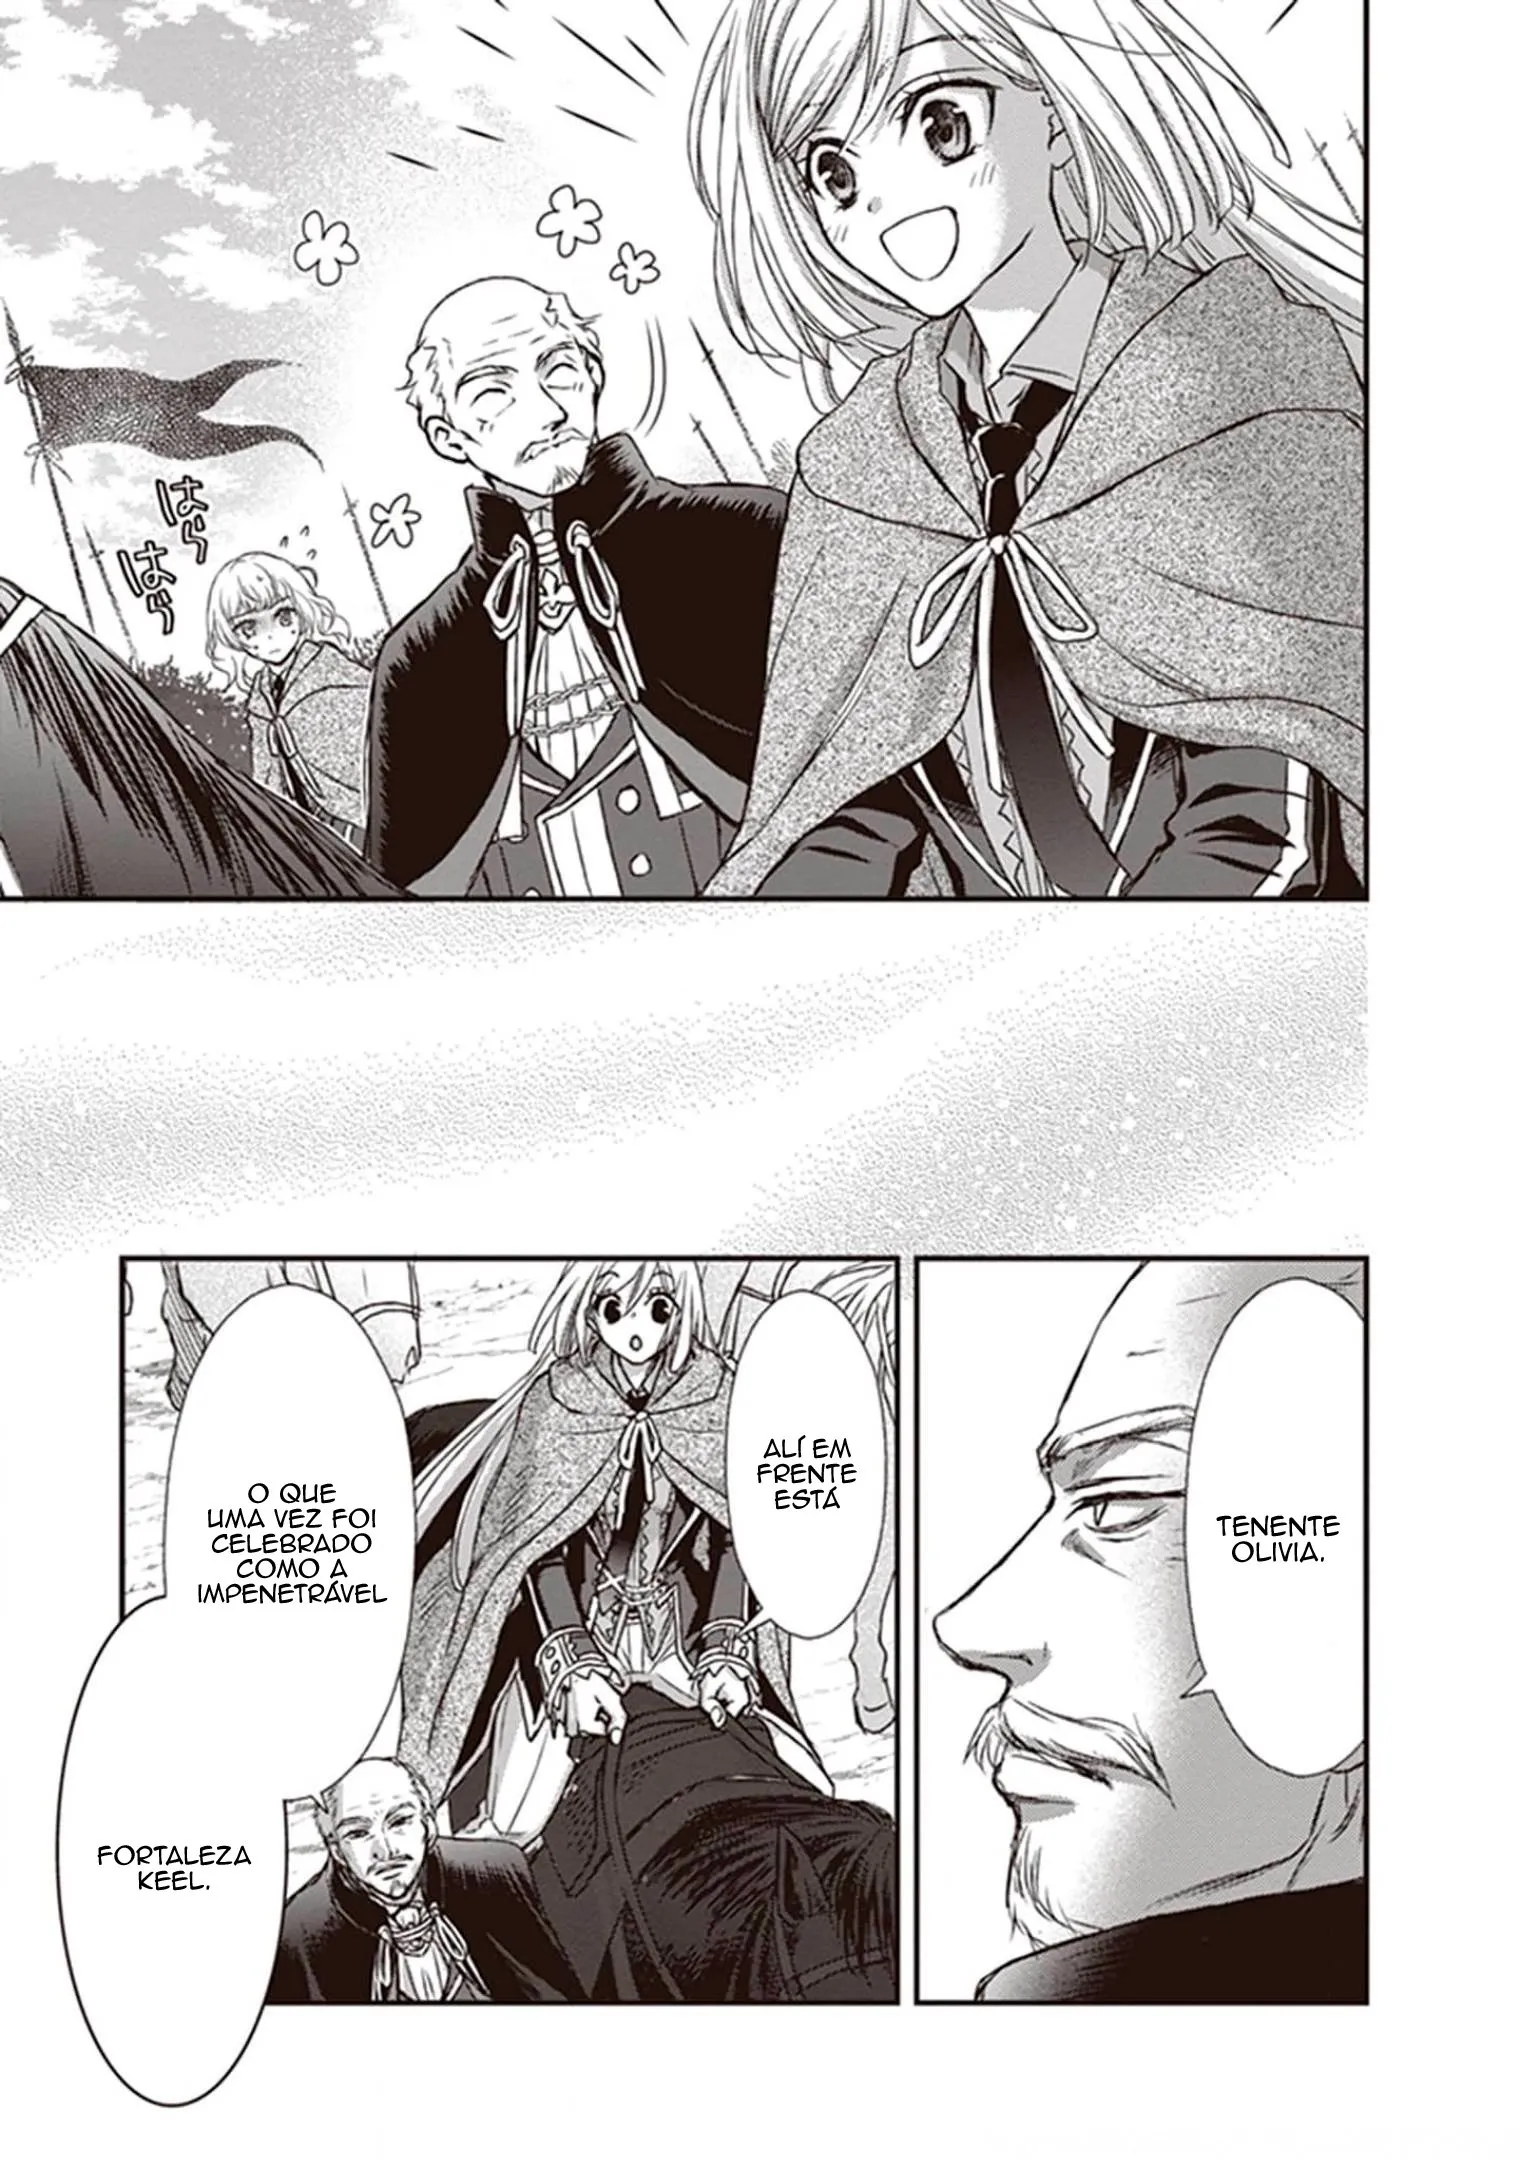 はら
はら
TENENTE
OLIVIA.
ALÍ EM
FRENTE
ESTÁ
O QUE
UMA VEZ FOI
CELEBRADO
COMO A
IMPENETRÁVEL
FORTALEZA
KEEL.